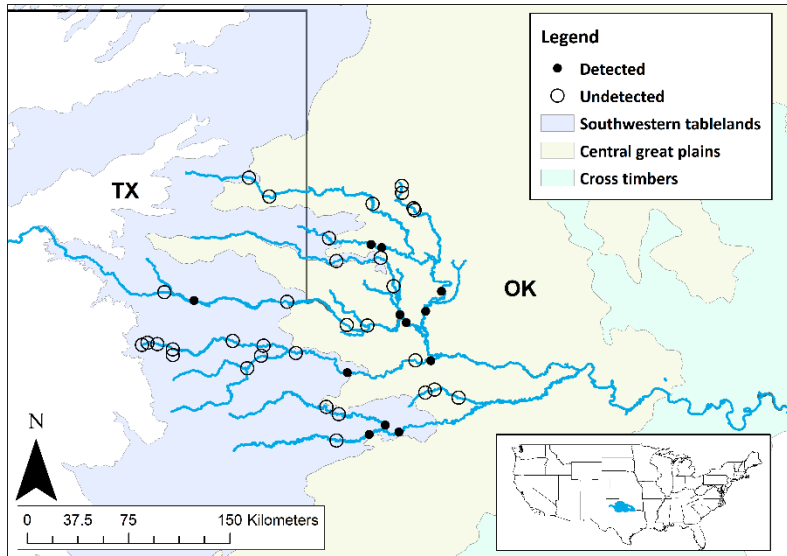 Legend
Detected
Undetected
Southwestern tablelands
Central great plains
Cross timbers
TX
OK
N
0 37.5 75 150 Kilometers